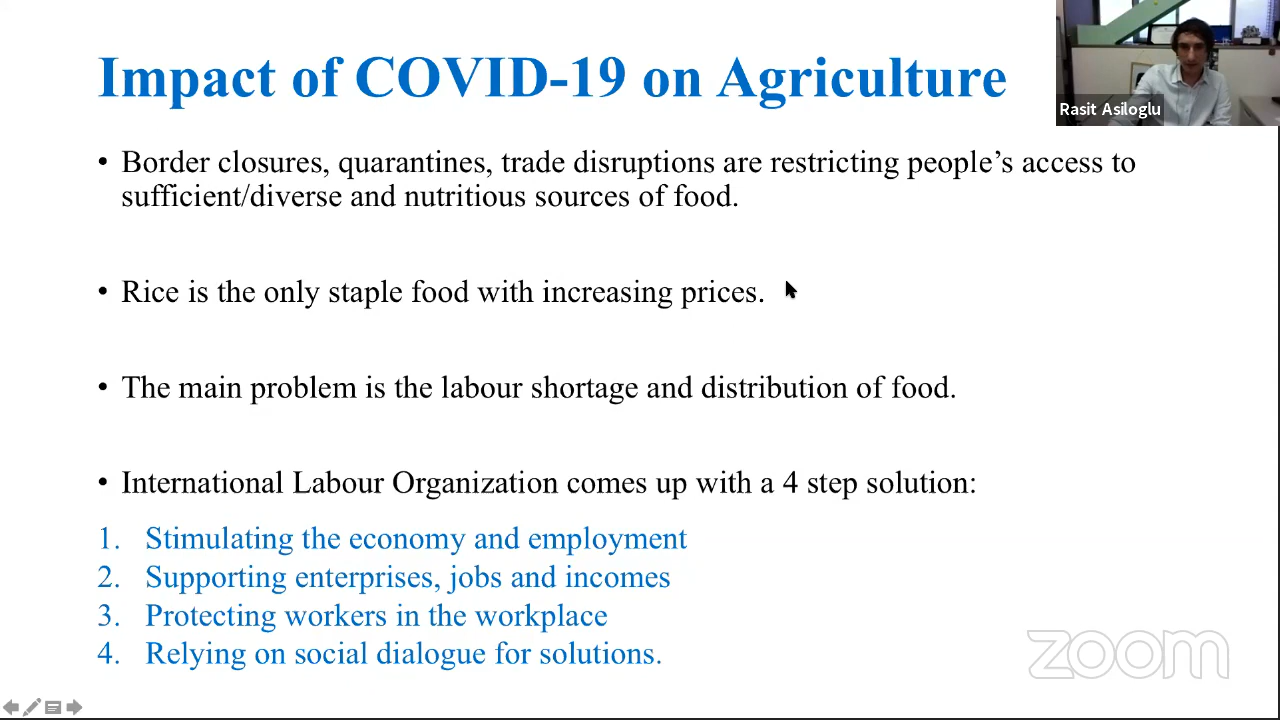 Impact of COVID-19 on Agriculture
Rasit Asiloglu
• Border closures, quarantines, trade disruptions are restricting people’s access to
sufficient/diverse and nutritious sources of food.
• Rice is the only staple food with increasing prices.
• The main problem is the labour shortage and distribution of food.
• International Labour Organization comes up with a 4 step solution:
1. Stimulating the economy and employment
2. Supporting enterprises, jobs and incomes
3. Protecting workers in the workplace
4. Relying on social dialogue for solutions.
zoom